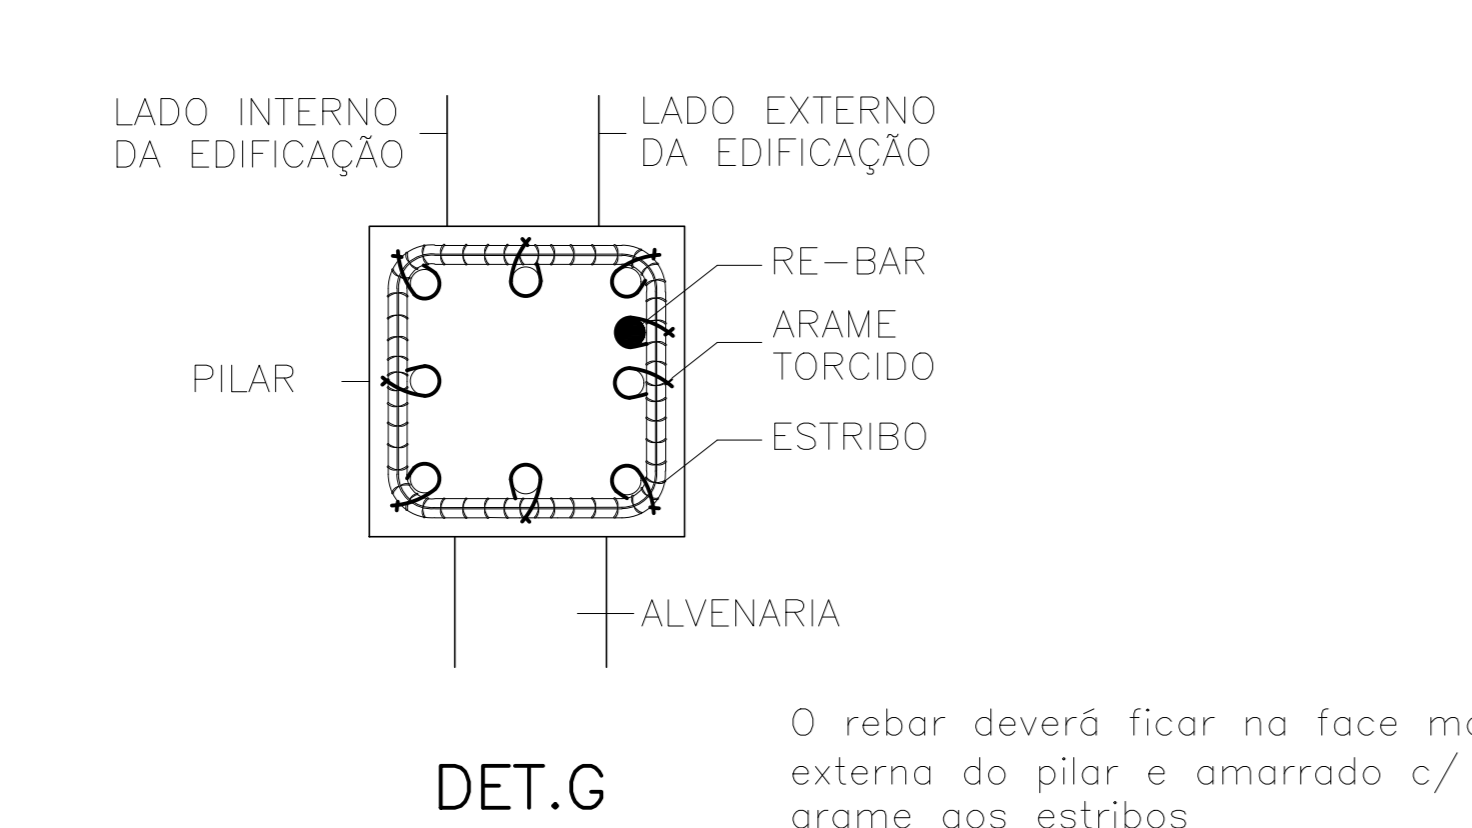 LADO INTERNO
DA EDIFICAÇÃO
LADO EXTERNO
DA EDIFICAÇÃO
RE-BAR
ARAME
TORCIDO
PILAR
ESTRIBO
ALVENARIA
O rebar deverá ficar na face
externa do pilar e amarrado c/
arame aos estribos
DET.G